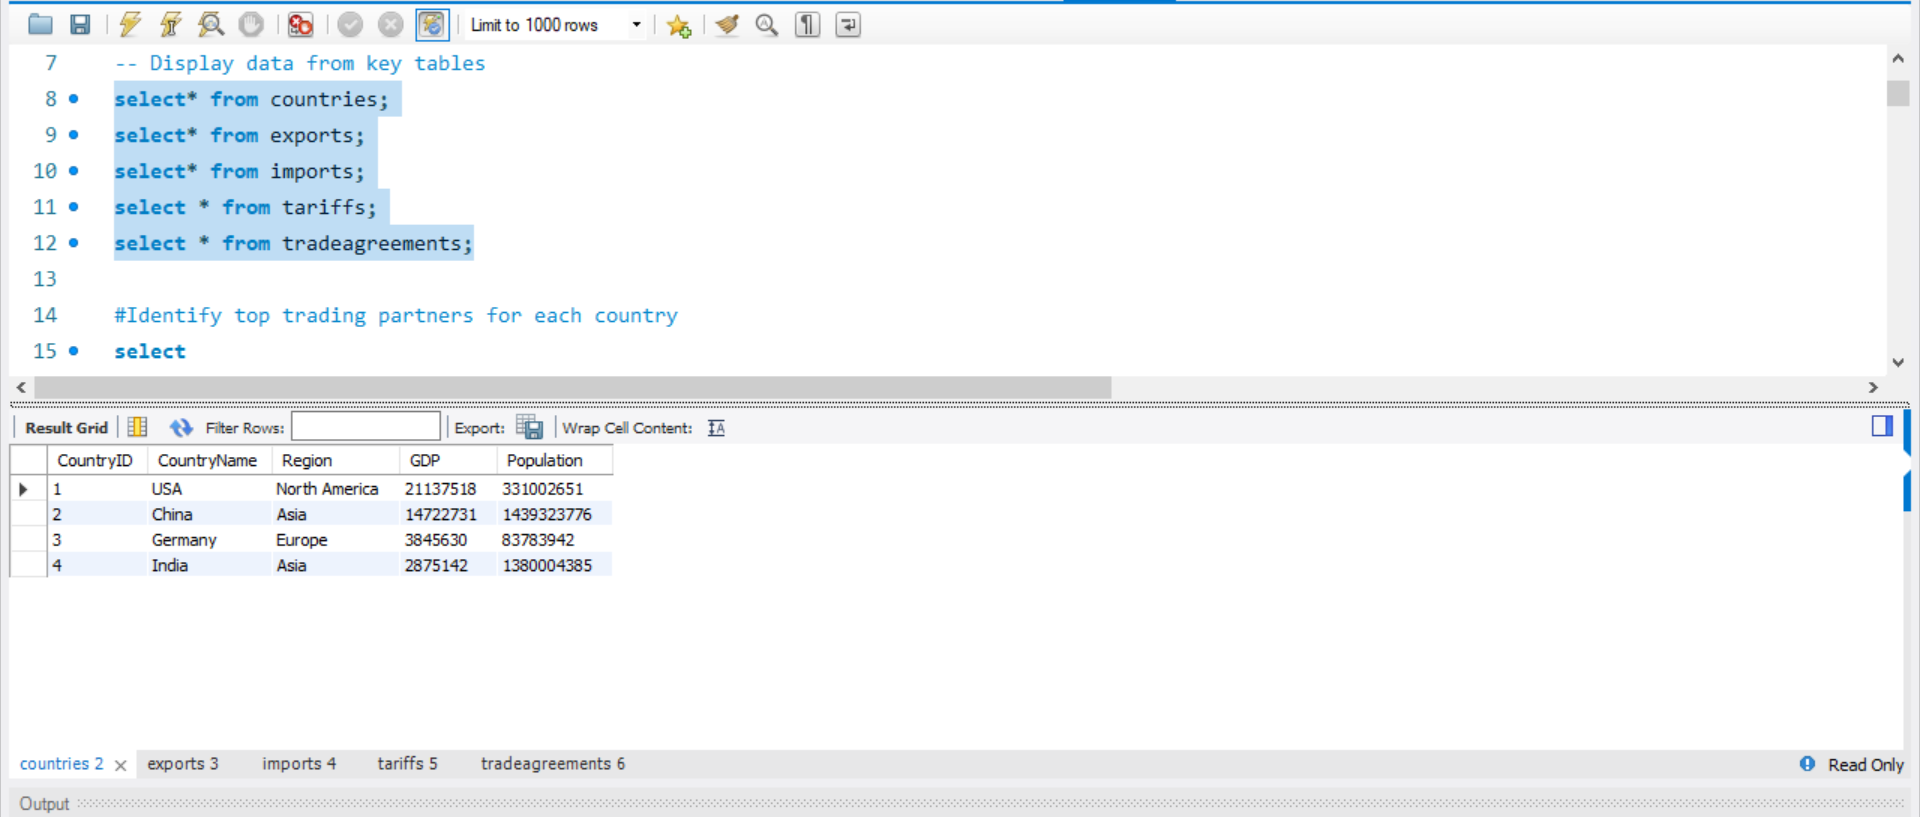 Limit to 1000 rows
7 -- Display data from key tables
8 select* from countries;
9 select* from exports;
10 select* from imports;
11 select * from tariffs;
12 select * from tradeagreements;
13
14 #Identify top trading partners for each country
15 select
Result Grid Filter Rows: Export: Wrap Cell Content: IA
CountryID CountryName Region GDP Population
1 USA North America 21137518 331002651
2 China Asia 14722731 1439323776
3 Germany Europe 3845630 83783942
4 India Asia 2875142 1380004385
countries 2 exports 3 imports 4 tariffs 5 tradeagreements 6 Read Only
Output